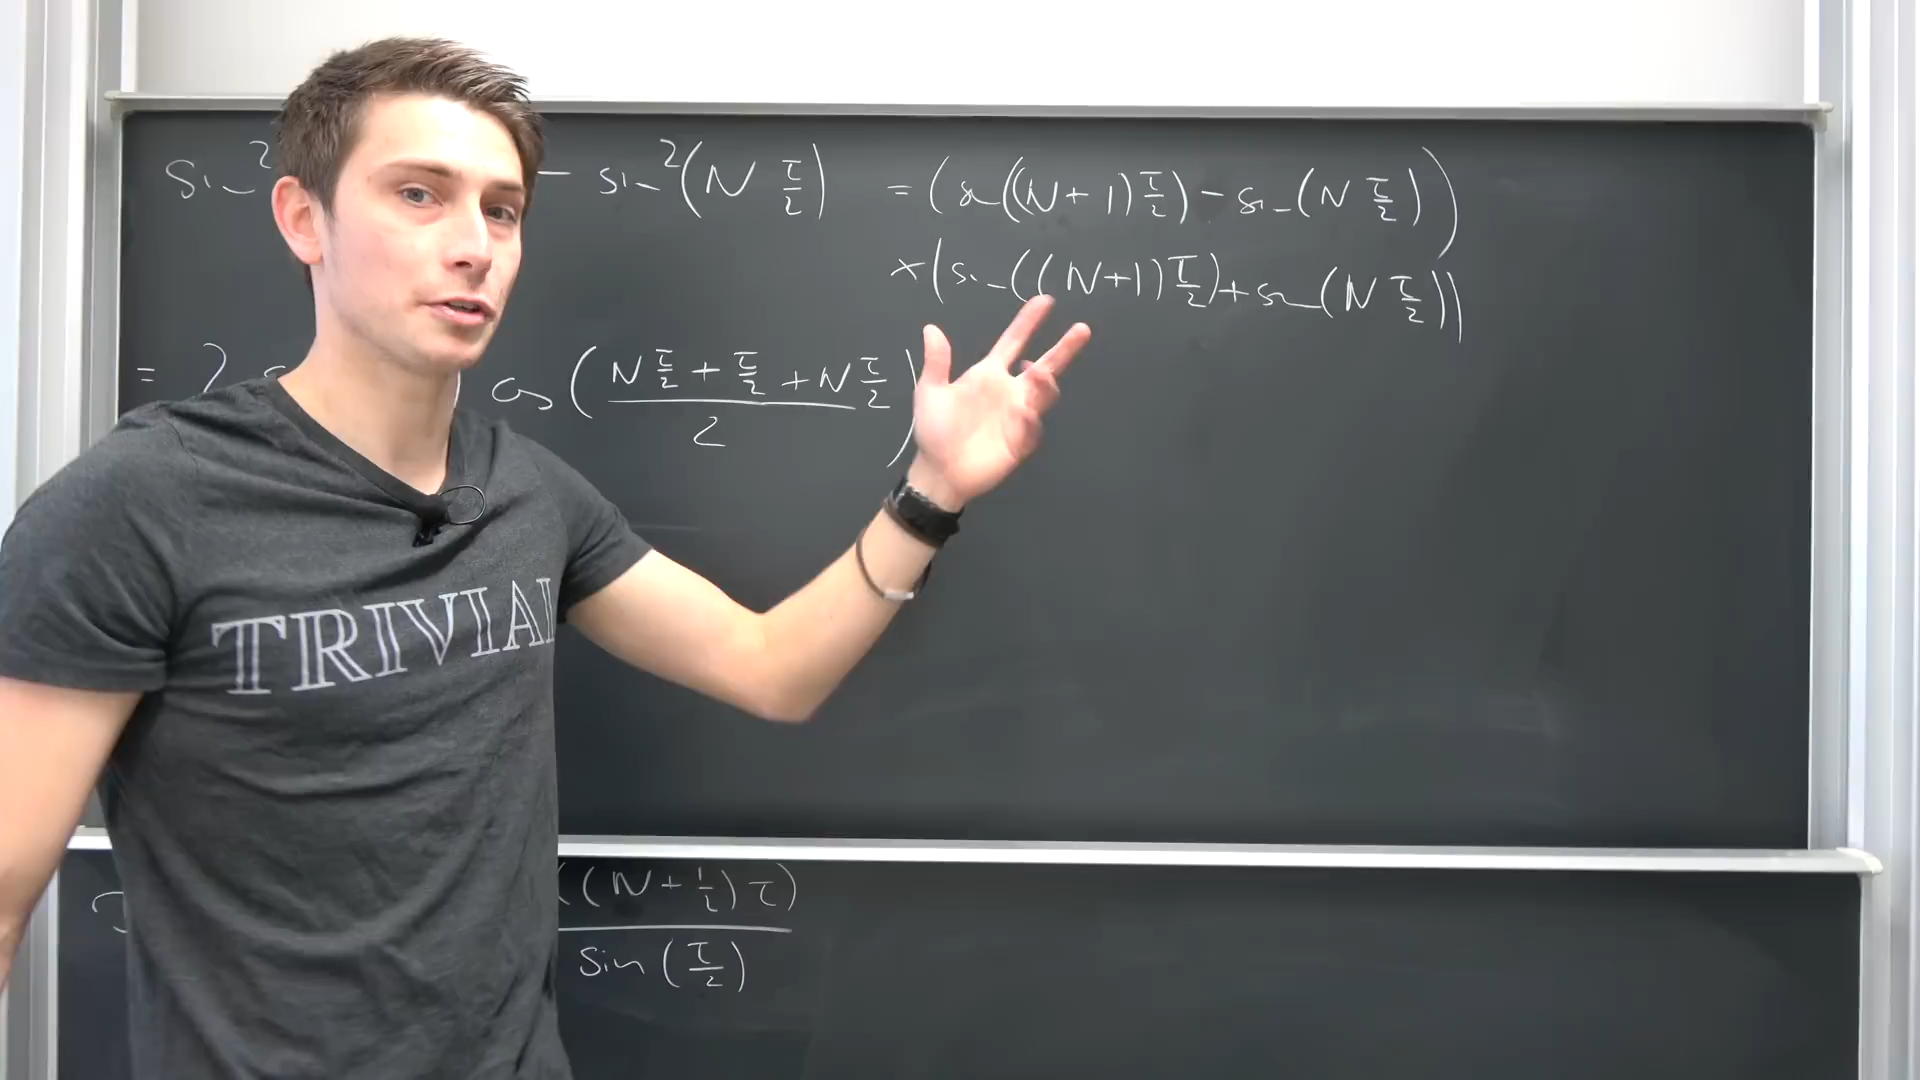 sin² − sin²(N τ/2) = (sin((N+1) τ/2) − sin(N τ/2))
×(sin((N+1) τ/2) + sin(N τ/2))
= 2 cos((N τ/2 + τ/2 + N τ/2)/2)
TRIVIAL
((N + 1/2) τ)
sin(τ/2)